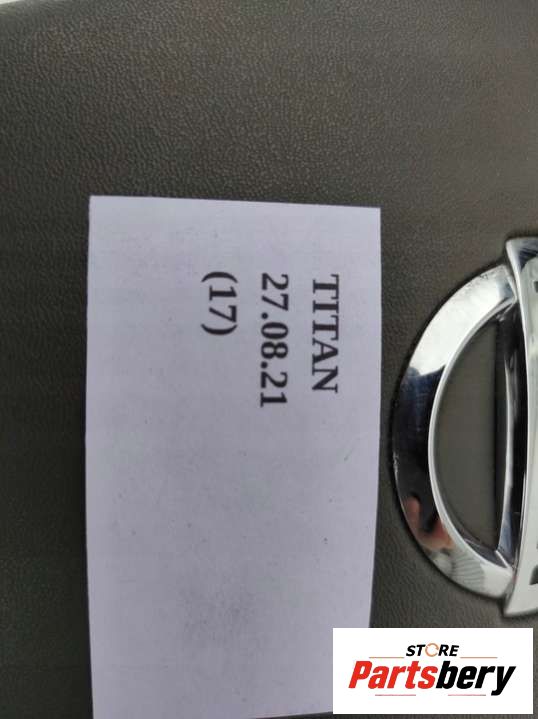 TITAN
27.08.21
(17)
STORE
Partsbery